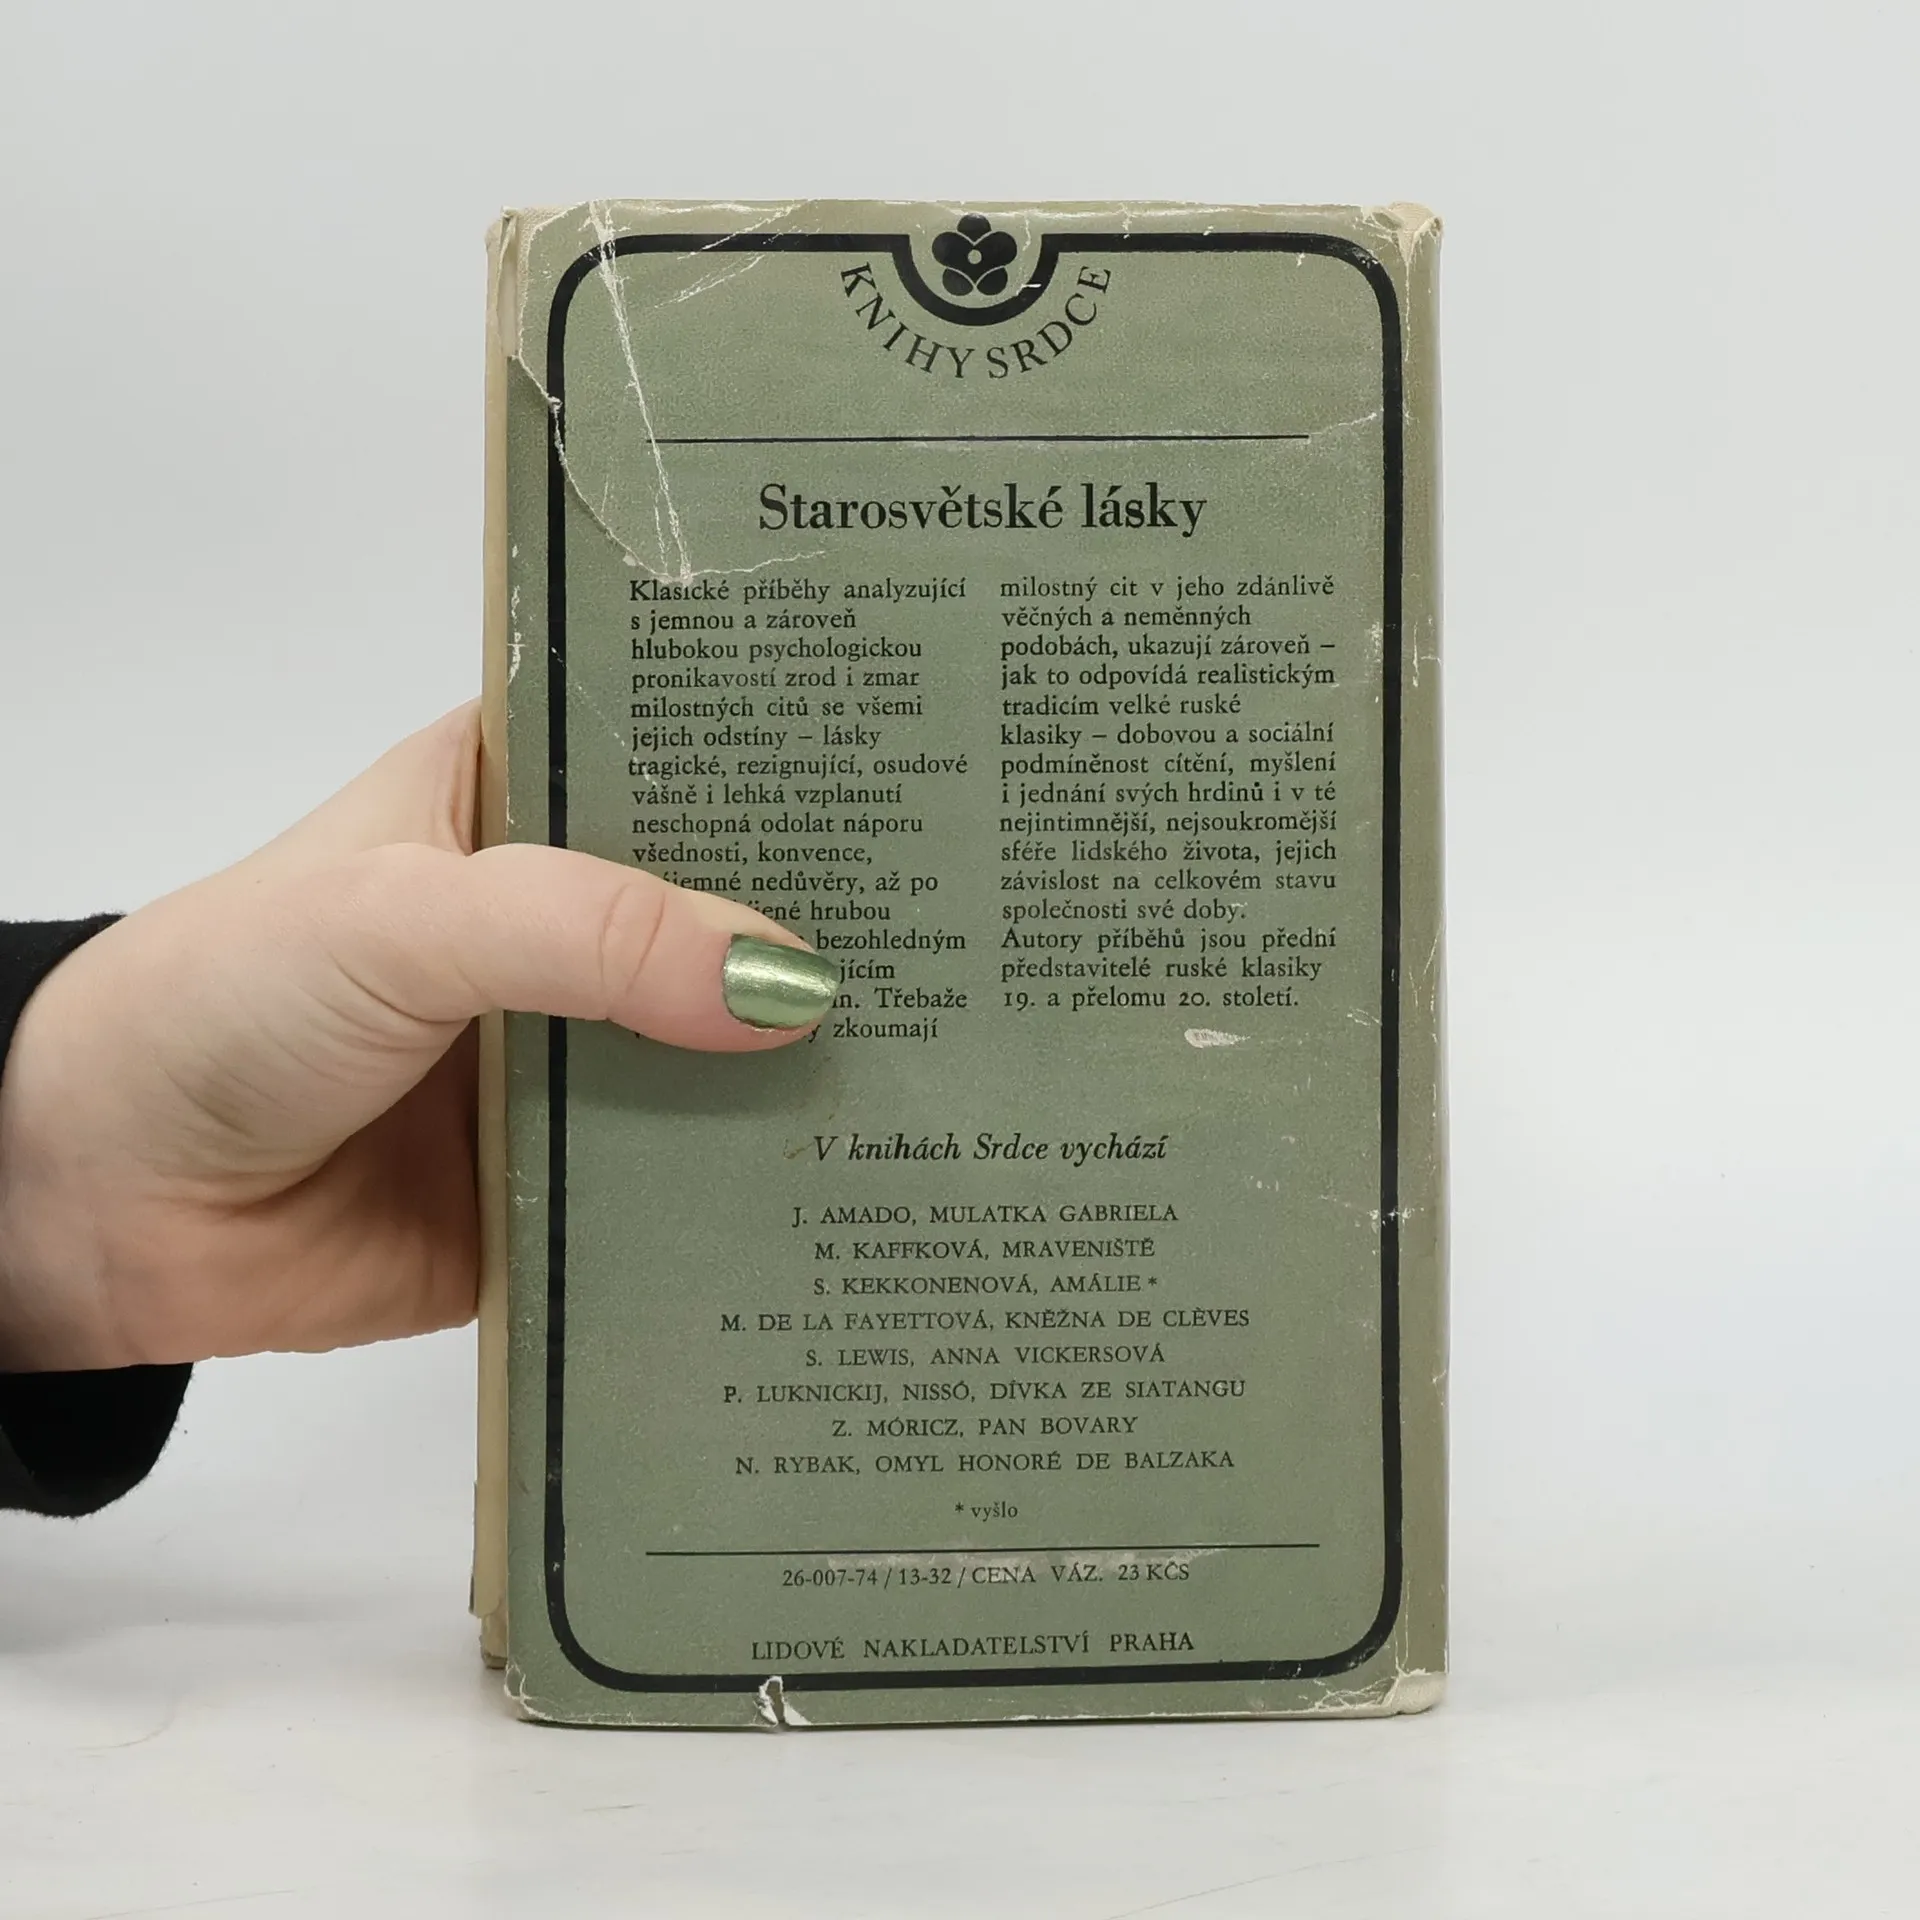 KNIHY SRDCE
Starosvětské lásky
Klasické příběhy analyzující
s jemnou a zároveň
hlubokou psychologickou
pronikavostí zrod i zmar
milostných citů se všemi
jejich odstíny – lásky
tragické, rezignující, osudové
vášně i lehká vzplanutí
neschopná odolat náporu
všednosti, konvence,
nedůvěry, až po
hrubou
bezohledným
Třebaže
zkoumají
milostný cit v jeho zdánlivě
věčných a neměnných
podobách, ukazují zároveň –
jak to odpovídá realistickým
tradicím velké ruské
klasiky – dobovou a sociální
podmíněnost cítění, myšlení
i jednání svých hrdinů i v té
nejintimnější, nejsoukromější
sféře lidského života, jejich
závislost na celkovém stavu
společnosti své doby.
Autory příběhů jsou přední
představitelé ruské klasiky
19. a přelomu 20. století.
V knihách Srdce vychází
J. AMADO, MULATKA GABRIELA
M. KAFFKOVÁ, MRAVENIŠTĚ
S. KEKKONENOVÁ, AMÁLIE *
M. DE LA FAYETTOVÁ, KNĚŽNA DE CLÈVES
S. LEWIS, ANNA VICKERSOVÁ
P. LUKNICKIJ, NISSÓ, DÍVKA ZE SIATANGU
Z. MÓRICZ, PAN BOVARY
N. RYBAK, OMYL HONORÉ DE BALZAKA
* vyšlo
26-007-74 / 13-32 / CENA VÁZ. 23 KČS
LIDOVÉ NAKLADATELSTVÍ PRAHA